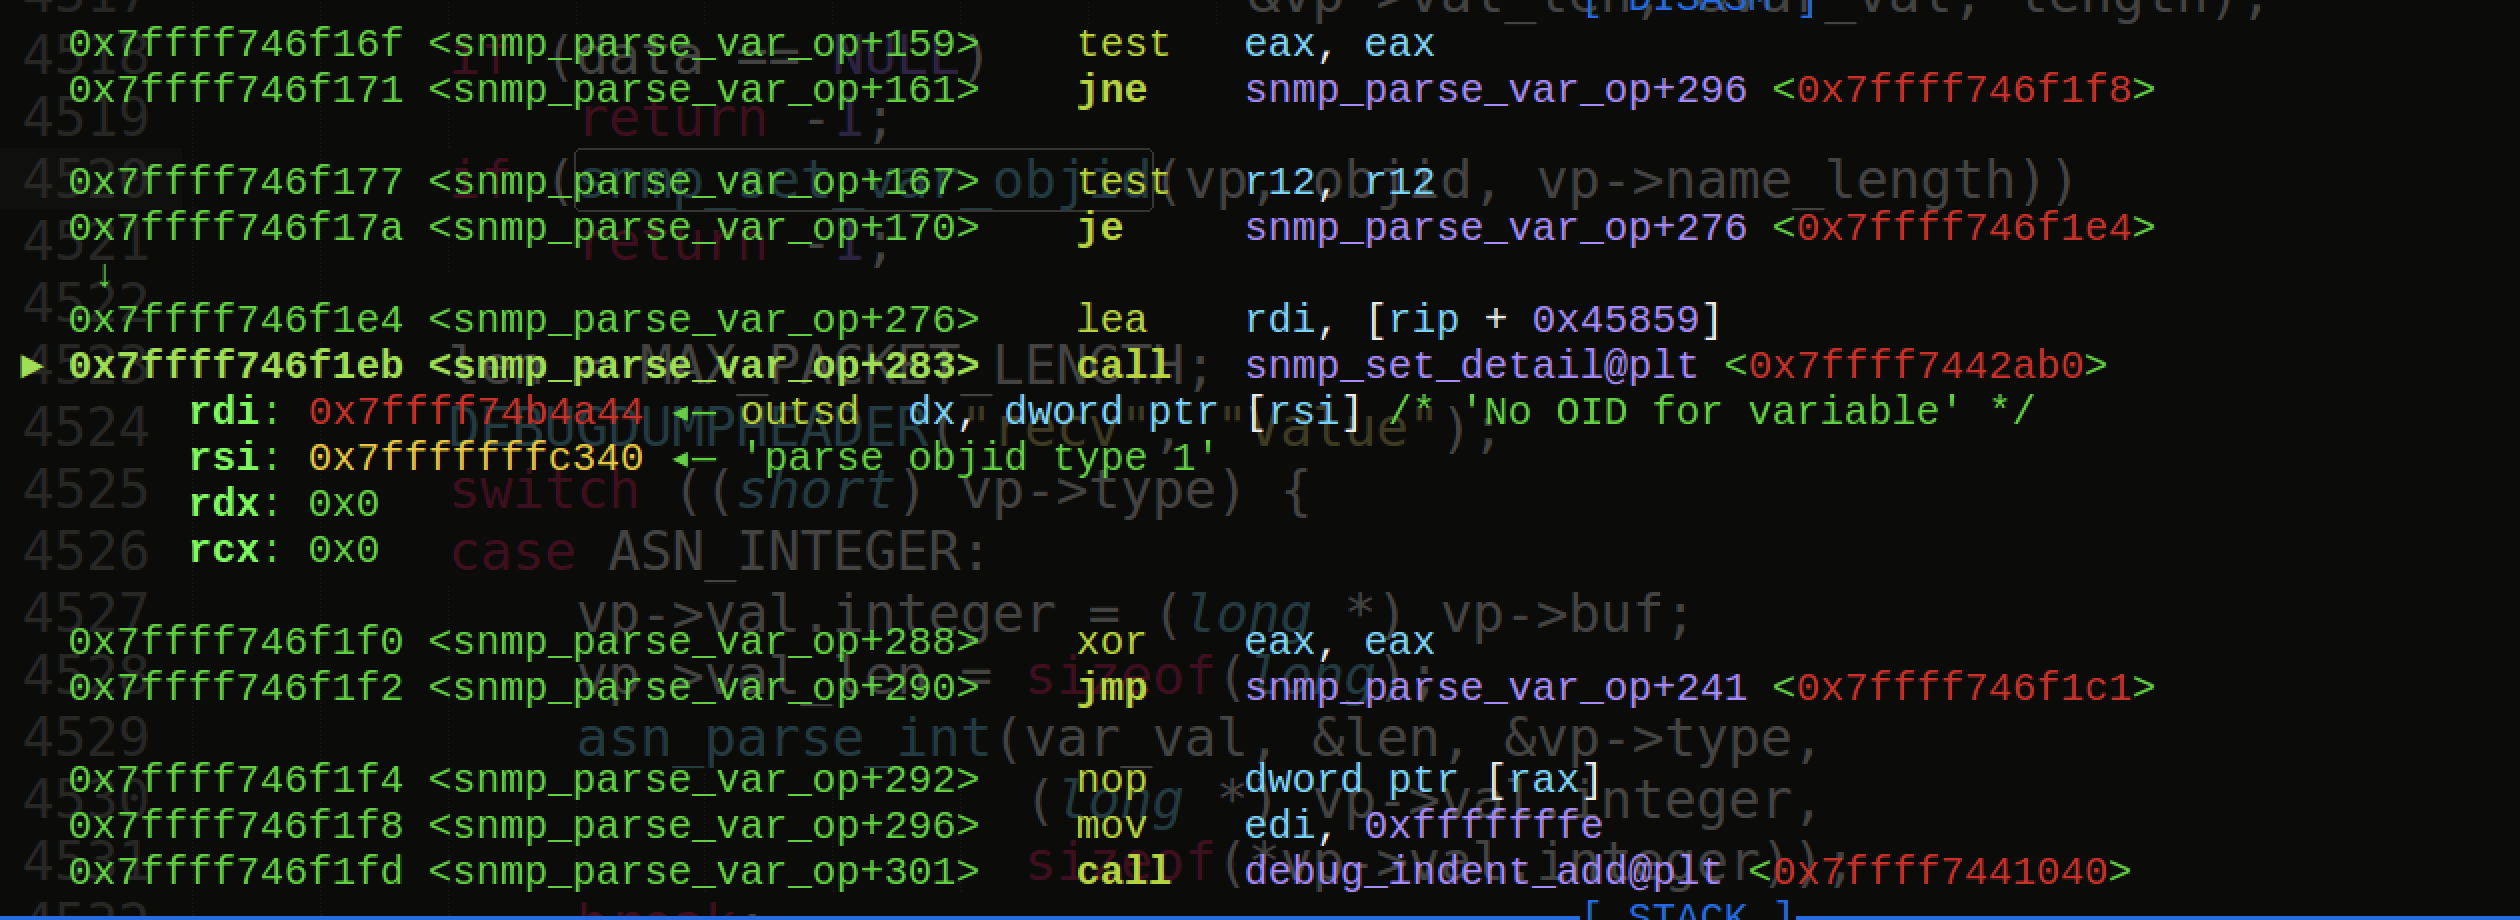 4517 &vp->val_len, &var_val, length);
[ DISASM ]
0x7ffff746f16f <snmp_parse_var_op+159> test eax, eax
4518 if (data == NULL)
0x7ffff746f171 <snmp_parse_var_op+161> jne snmp_parse_var_op+296 <0x7ffff746f1f8>
4519 return -1;
0x7ffff746f177 <snmp_parse_var_op+167> test r12, r12
4520 if (snmp_set_var_objid(vp, objid, vp->name_length))
0x7ffff746f17a <snmp_parse_var_op+170> je snmp_parse_var_op+276 <0x7ffff746f1e4>
4521 return -1;
↓
4522
0x7ffff746f1e4 <snmp_parse_var_op+276> lea rdi, [rip + 0x45859]
► 0x7ffff746f1eb <snmp_parse_var_op+283> call snmp_set_detail@plt <0x7ffff7442ab0>
4523 len = MAX_PACKET_LENGTH;
rdi: 0x7ffff74b4a44 ◂— outsd dx, dword ptr [rsi] /* 'No OID for variable' */
4524 DEBUGDUMPHEADER("recv", "Value");
rsi: 0x7fffffffc340 ◂— 'parse objid type 1'
4525 switch ((short) vp->type) {
rdx: 0x0
rcx: 0x0
4526 case ASN_INTEGER:
4527 vp->val.integer = (long *) vp->buf;
0x7ffff746f1f0 <snmp_parse_var_op+288> xor eax, eax
4528 vp->val_len = sizeof(long);
0x7ffff746f1f2 <snmp_parse_var_op+290> jmp snmp_parse_var_op+241 <0x7ffff746f1c1>
4529 asn_parse_int(var_val, &len, &vp->type,
0x7ffff746f1f4 <snmp_parse_var_op+292> nop dword ptr [rax]
4530 (long *) vp->val.integer,
0x7ffff746f1f8 <snmp_parse_var_op+296> mov edi, 0xfffffffe
4531 sizeof(*vp->val.integer));
0x7ffff746f1fd <snmp_parse_var_op+301> call debug_indent_add@plt <0x7ffff7441040>
4532 break;
[ STACK ]